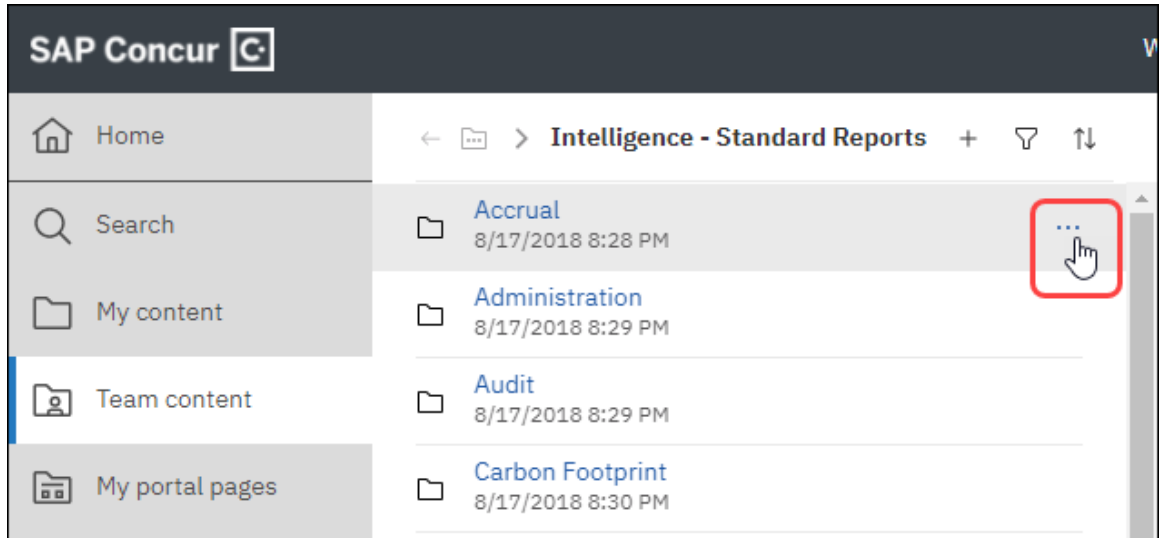 SAP Concur C
W
Home
Search
My content
Team content
My portal pages
Intelligence - Standard Reports
Accrual
8/17/2018 8:28 PM
...
Administration
8/17/2018 8:29 PM
Audit
8/17/2018 8:29 PM
Carbon Footprint
8/17/2018 8:30 PM